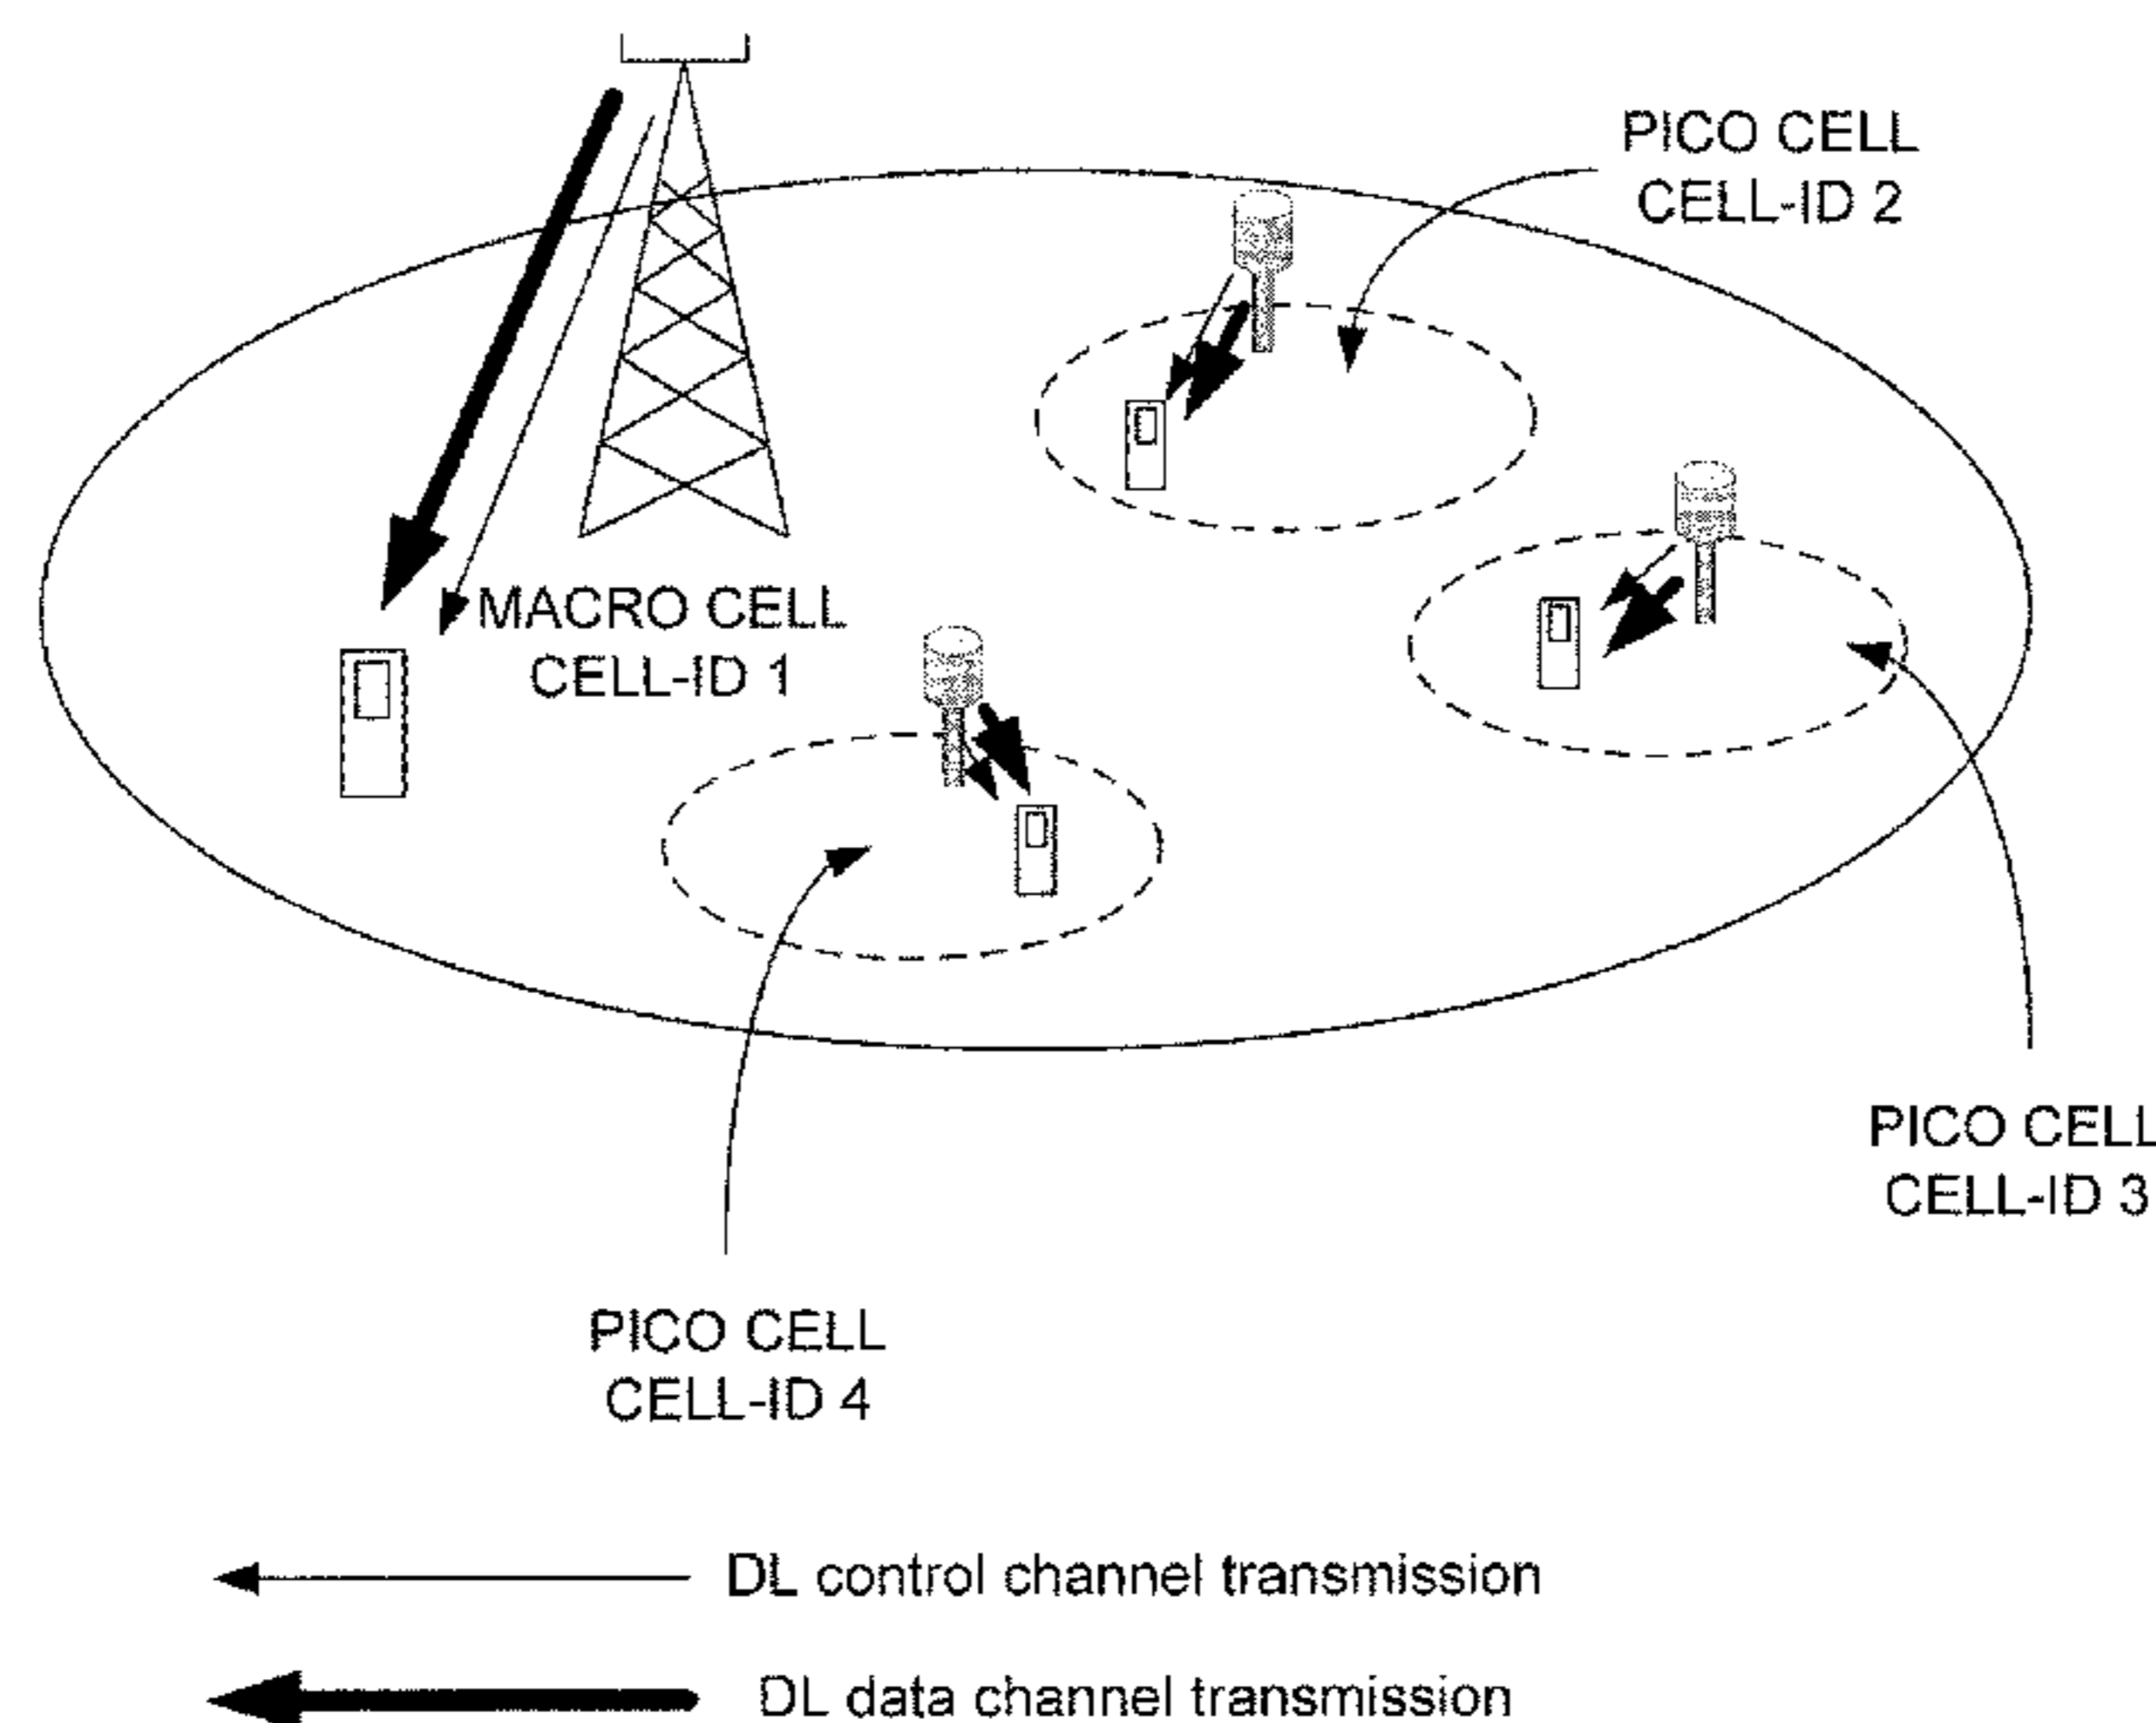 PICO CELL
CELL-ID 2
MACRO CELL
CELL-ID 1
PICO CELL
CELL-ID 3
PICO CELL
CELL-ID 4
DL control channel transmission
DL data channel transmission